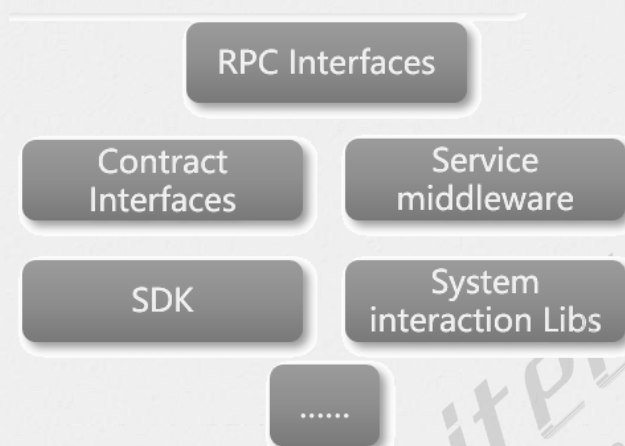 RPC Interfaces
Contract
Interfaces
Service
middleware
SDK
System
interaction Libs
......